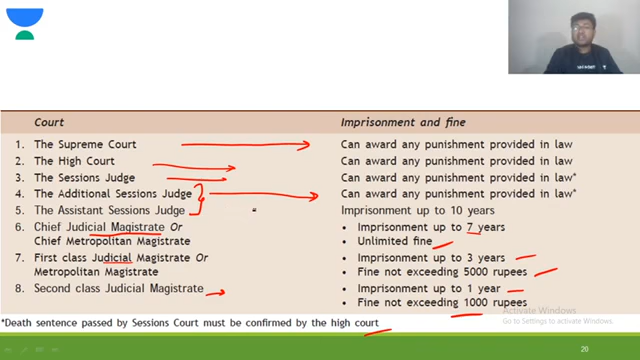 Court Imprisonment and fine
1. The Supreme Court Can award any punishment provided in law
2. The High Court Can award any punishment provided in law
3. The Sessions Judge Can award any punishment provided in law*
4. The Additional Sessions Judge Can award any punishment provided in law*
5. The Assistant Sessions Judge Imprisonment up to 10 years
6. Chief Judicial Magistrate Or • Imprisonment up to 7 years
Chief Metropolitan Magistrate • Unlimited fine
7. First class Judicial Magistrate Or • Imprisonment up to 3 years
Metropolitan Magistrate • Fine not exceeding 5000 rupees
8. Second class Judicial Magistrate • Imprisonment up to 1 year
• Fine not exceeding 1000 rupees
Activate Windows
*Death sentence passed by Sessions Court must be confirmed by the high court
Go to Settings to activate Windows.
20